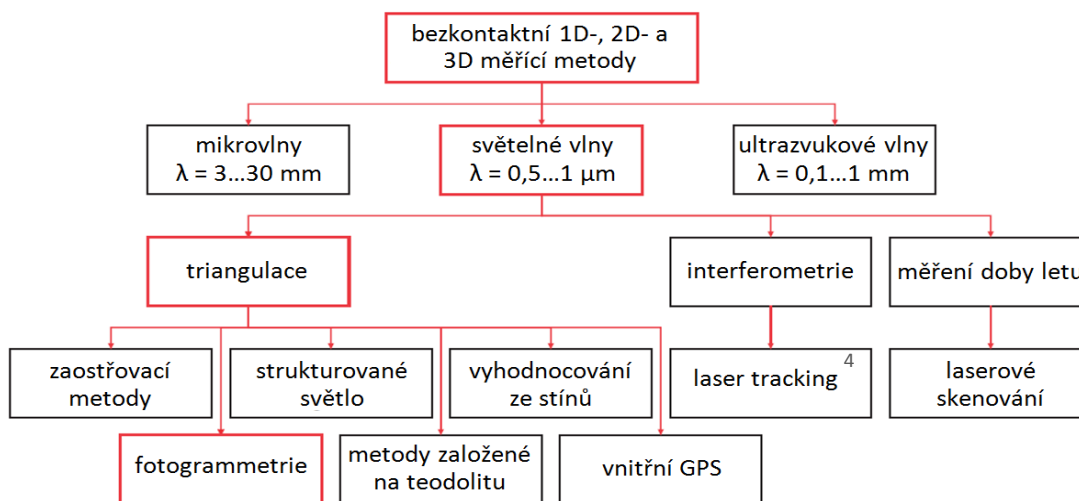 bezkontaktní 1D-, 2D- a
3D měřící metody
mikrovlny
λ = 3...30 mm
světelné vlny
λ = 0,5...1 µm
ultrazvukové vlny
λ = 0,1...1 mm
triangulace
interferometrie
měření doby letu
zaostřovací
metody
strukturované
světlo
vyhodnocování
ze stínů
laser tracking 4
laserové
skenování
fotogrammetrie
metody založené
na teodolitu
vnitřní GPS